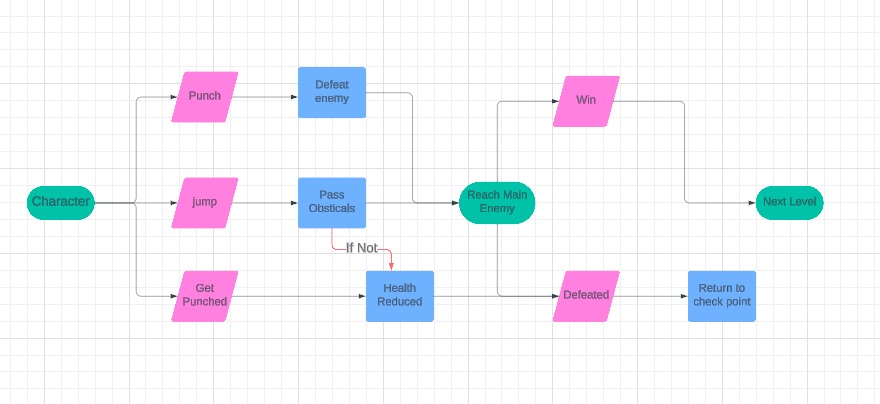 Punch
Defeat
enemy
Win
Character
jump
Pass
Obsticals
Reach Main
Enemy
Next Level
If Not
Get
Punched
Health
Reduced
Defeated
Return to
check point